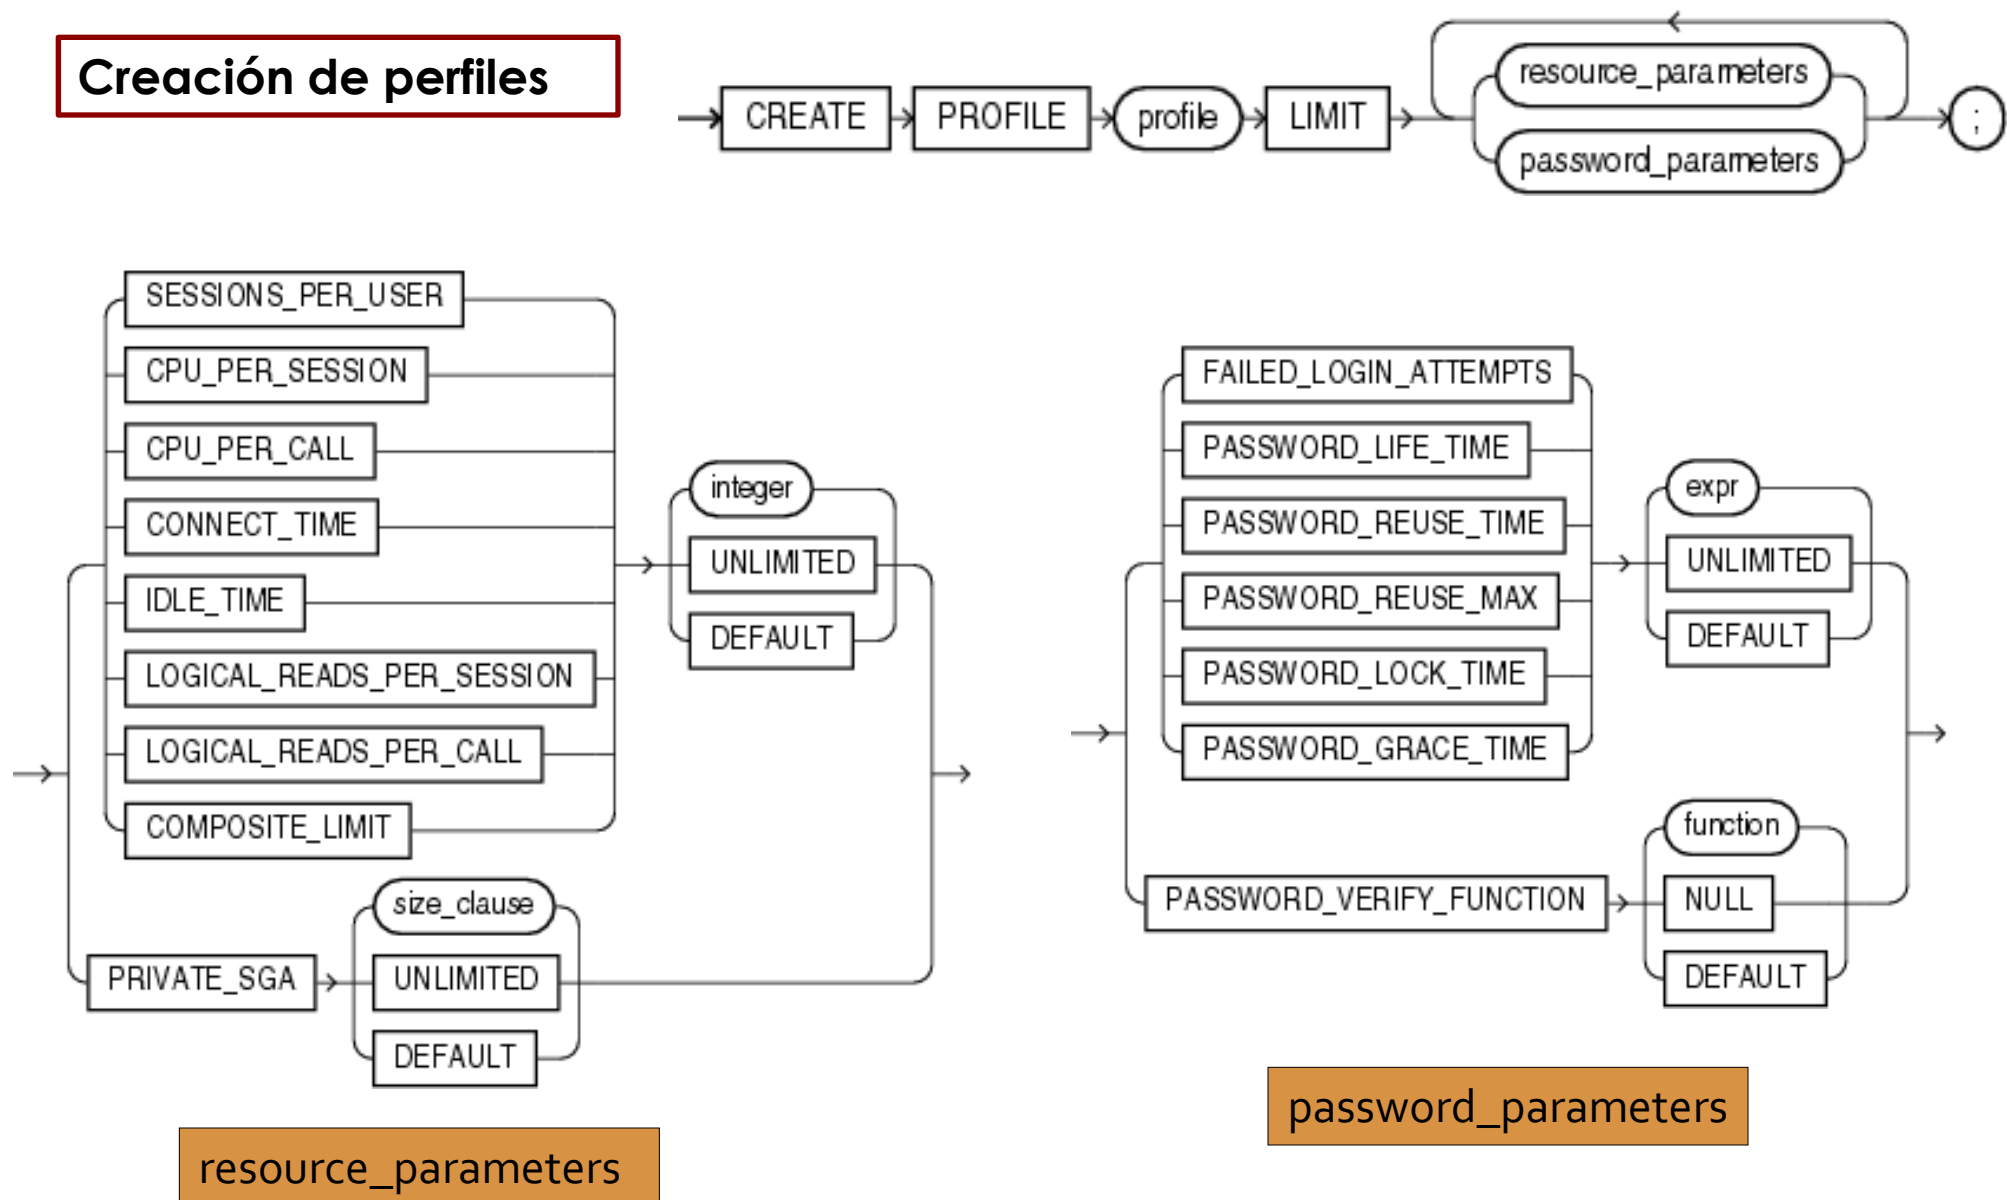 Creación de perfiles
CREATE PROFILE profile LIMIT resource_parameters password_parameters ;
SESSIONS_PER_USER
CPU_PER_SESSION
CPU_PER_CALL
CONNECT_TIME
IDLE_TIME
LOGICAL_READS_PER_SESSION
LOGICAL_READS_PER_CALL
COMPOSITE_LIMIT
integer
UNLIMITED
DEFAULT
PRIVATE_SGA
size_clause
UNLIMITED
DEFAULT
resource_parameters
FAILED_LOGIN_ATTEMPTS
PASSWORD_LIFE_TIME
PASSWORD_REUSE_TIME
PASSWORD_REUSE_MAX
PASSWORD_LOCK_TIME
PASSWORD_GRACE_TIME
expr
UNLIMITED
DEFAULT
PASSWORD_VERIFY_FUNCTION
function
NULL
DEFAULT
password_parameters